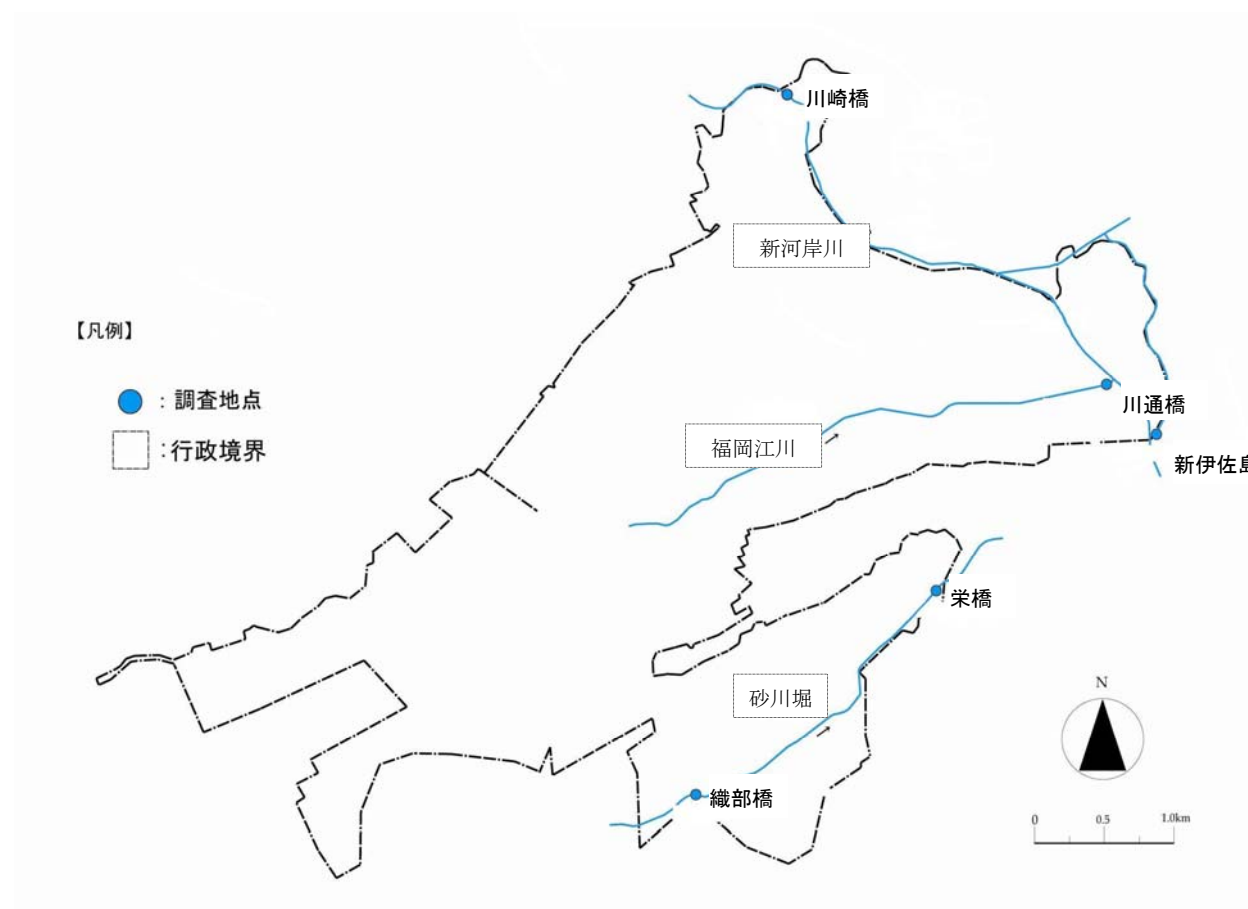 川崎橋
新河岸川
【凡例】
：調査地点
：行政境界
川通橋
福岡江川
新伊佐島
栄橋
砂川堀
織部橋
N
0 0.5 1.0km